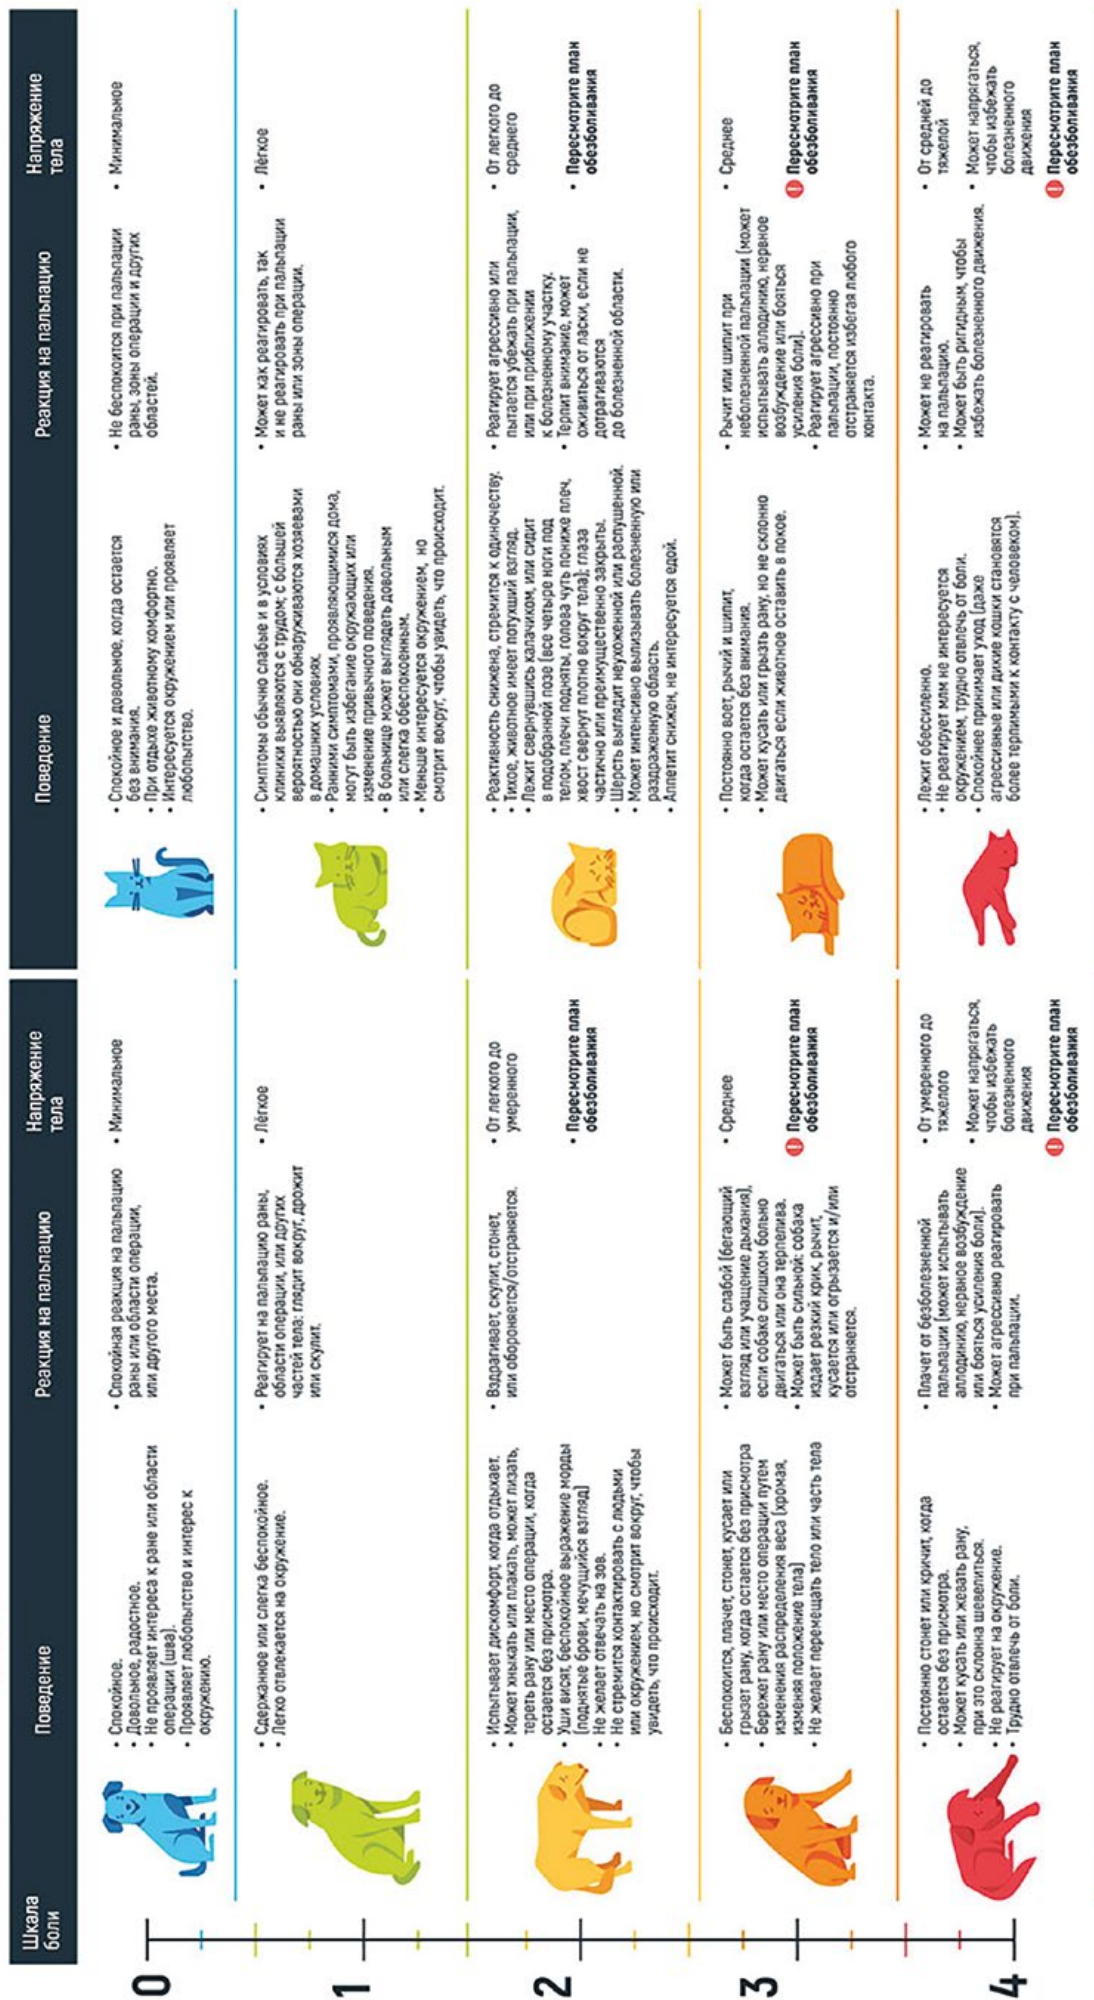 Шкала
боли
Поведение
Реакция на пальпацию
Напряжение
тела
Поведение
Реакция на пальпацию
Напряжение
тела
0
• Спокойное.
• Довольное, радостное.
• Не проявляет интереса к ране или области
операции (шва).
• Проявляет любопытство и интерес к
окружению.
• Спокойная реакция на пальпацию
раны или области операции,
или другого места.
• Минимальное
• Спокойное и довольное, когда остается
без внимания.
• При отдыхе животному комфортно.
• Интересуется окружением или проявляет
любопытство.
• Не беспокоится при пальпации
раны, зоны операции и других
областей.
• Минимальное
1
• Сдержанное или слегка беспокойное.
• Легко отвлекается на окружение.
• Реагирует на пальпацию раны,
области операции, или других
частей тела: глядит вокруг, дрожит
или скулит.
• Лёгкое
• Симптомы обычно слабые и в условиях
клиники выявляются с трудом; с большей
вероятностью они обнаруживаются хозяевами
в домашних условиях.
• Ранними симптомами, проявляющимися дома,
могут быть избегание окружающих или
изменение привычного поведения.
• В больнице может выглядеть довольным
или слегка обеспокоенным.
• Меньше интересуется окружением, но
смотрит вокруг, чтобы увидеть, что происходит.
• Может как реагировать, так
и не реагировать при пальпации
раны или зоны операции.
• Лёгкое
2
• Испытывает дискомфорт, когда отдыхает.
• Может хныкать или плакать, может лизать,
тереть рану или место операции, когда
остается без присмотра.
• Уши висят, беспокойное выражение морды
(поднятые брови, мечущийся взгляд)
• Не желает отвечать на зов.
• Не стремится контактировать с людьми
или окружением, но смотрит вокруг, чтобы
увидеть, что происходит.
• Вздрагивает, скулит, стонет,
или обороняется/отстраняется.
• От легкого до
умеренного
• Пересмотрите план
обезболивания
• Реактивность снижена, стремится к одиночеству.
• Тихое, животное имеет потухший взгляд.
• Лежит свернувшись калачиком, или сидит
в подобранной позе (все четыре ноги под
телом, плечи подняты, голова чуть пониже плеч,
хвост свернут плотно вокруг тела); глаза
частично или преимущественно закрыты.
• Шерсть выглядит неухоженной или распушенной.
• Может интенсивно вылизывать болезненную или
раздраженную область.
• Аппетит снижен, не интересуется едой.
• Реагирует агрессивно или
пытается убежать при пальпации,
или при приближении
к болезненному участку.
• Терпит внимание, может
оживиться от ласки, если не
дотрагиваются
до болезненной области.
• От легкого до
среднего
• Пересмотрите план
обезболивания
3
• Беспокоится, плачет, стонет, кусает или
грызет рану, когда остается без присмотра
• Бережет рану или место операции путем
изменения распределения веса (хромая,
изменяя положение тела)
• Не желает перемещать тело или часть тела
• Может быть слабой (бегающий
взгляд или учащение дыхания),
если собаке слишком больно
двигаться или она терпелива.
• Может быть сильной: собака
издает резкий крик, рычит,
кусается или огрызается и/или
отстраняется.
• Среднее
Пересмотрите план
обезболивания
• Постоянно воет, рычий и шипит,
когда остается без внимания.
• Может кусать или грызть рану, но не склонно
двигаться если животное оставить в покое.
• Рычит или шипит при
неболезненной пальпации (может
испытывать аллодинию, нервное
возбуждение или бояться
усиления боли).
• Реагирует агрессивно при
пальпации, постоянно
отстраняется избегая любого
контакта.
• Среднее
Пересмотрите план
обезболивания
4
• Постоянно стонет или кричит, когда
остается без присмотра.
• Может кусать или жевать рану,
при это склонна шевелиться.
• Не реагирует на окружение.
• Трудно отвлечь от боли.
• Плачет от безболезненной
пальпации (может испытывать
аллодинию, нервное возбуждение
или бояться усиления боли).
• Может агрессивно реагировать
при пальпации.
• От умеренного до
тяжелого
• Может напрягаться,
чтобы избежать
болезненного
движения
Пересмотрите план
обезболивания
• Лежит обессиленно.
• Не реагирует млм не интересуется
окружением, трудно отвлечь от боли.
• Спокойнее принимает уход (даже
агрессивные или дикие кошки становятся
более терпимыми к контакту с человеком).
• Может не реагировать
на пальпацию.
• Может быть ригидным, чтобы
избежать болезненного движения.
• От средней до
тяжелой
• Может напрягаться,
чтобы избежать
болезненного
движения
Пересмотрите план
обезболивания